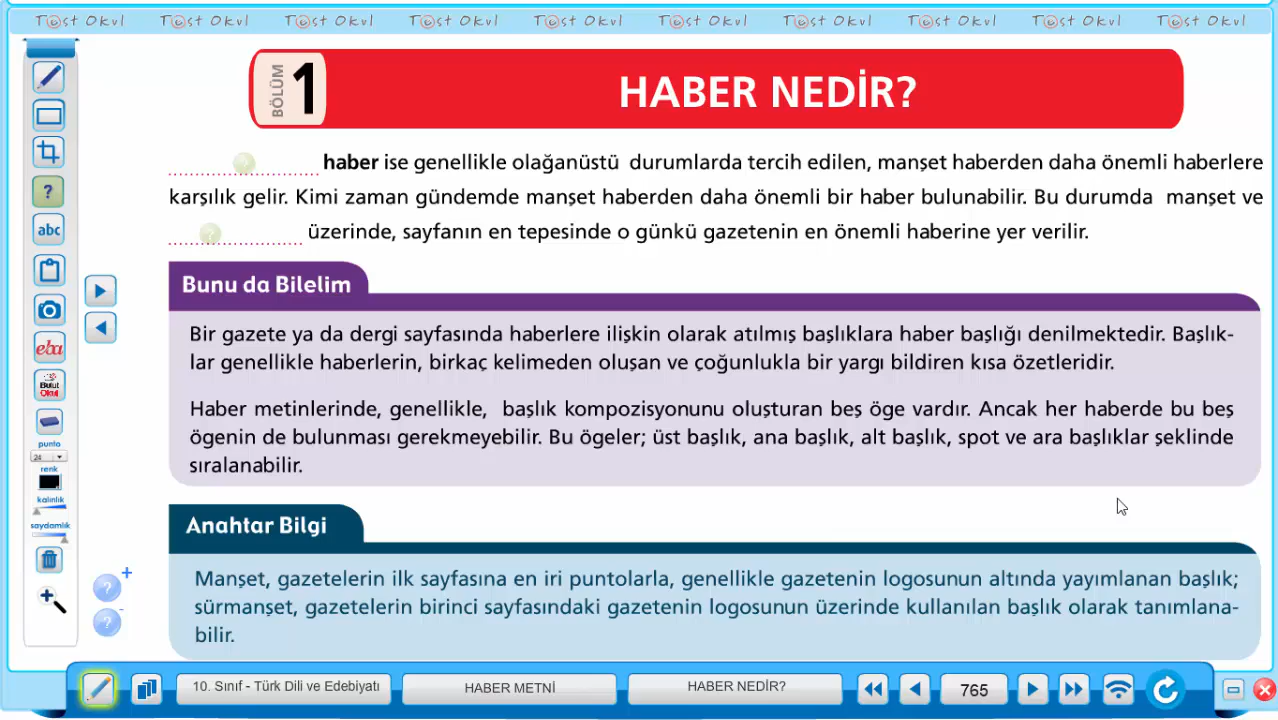 Test Okul Test Okul Test Okul Test Okul Test Okul Test Okul Test Okul Test Okul Test Okul Test Okul
BÖLÜM 1
HABER NEDİR?
? haber ise genellikle olağanüstü durumlarda tercih edilen, manşet haberden daha önemli haberlere
karşılık gelir. Kimi zaman gündemde manşet haberden daha önemli bir haber bulunabilir. Bu durumda manşet ve
? üzerinde, sayfanın en tepesinde o günkü gazetenin en önemli haberine yer verilir.
Bunu da Bilelim
Bir gazete ya da dergi sayfasında haberlere ilişkin olarak atılmış başlıklara haber başlığı denilmektedir. Başlık-
lar genellikle haberlerin, birkaç kelimeden oluşan ve çoğunlukla bir yargı bildiren kısa özetleridir.
Haber metinlerinde, genellikle, başlık kompozisyonunu oluşturan beş öge vardır. Ancak her haberde bu beş
ögenin de bulunması gerekmeyebilir. Bu ögeler; üst başlık, ana başlık, alt başlık, spot ve ara başlıklar şeklinde
sıralanabilir.
Anahtar Bilgi
Manşet, gazetelerin ilk sayfasına en iri puntolarla, genellikle gazetenin logosunun altında yayımlanan başlık;
sürmanşet, gazetelerin birinci sayfasındaki gazetenin logosunun üzerinde kullanılan başlık olarak tanımlana-
bilir.
?
abc
eba
Bulut
Okul
punto
24
renk
kalınlık
saydamlık
? +
? -
10. Sınıf - Türk Dili ve Edebiyatı
HABER METNİ
HABER NEDİR?
765